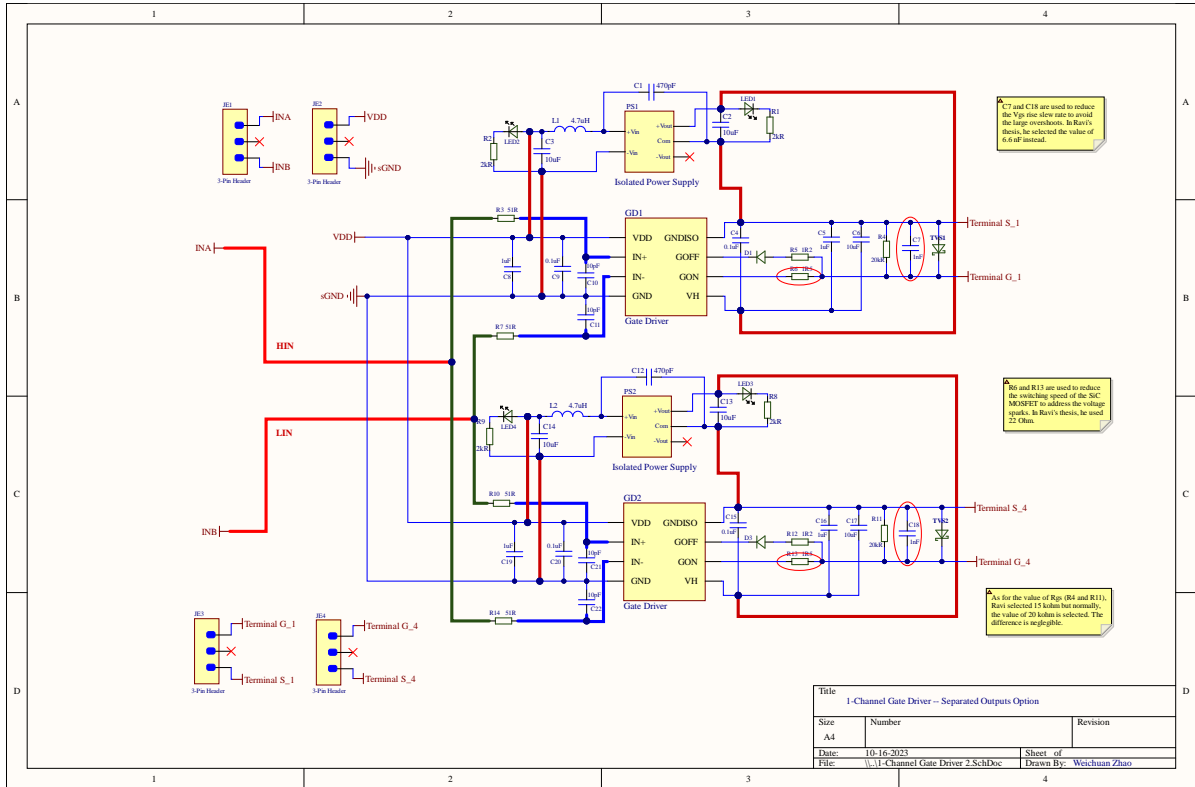 1
2
3
4
A
A
B
B
C
C
D
D
1
2
3
4
JE1
INA
INB
3-Pin Header
JE2
VDD
sGND
3-Pin Header
C1
470pF
PS1
L1
4.7uH
R2
2kR
LED2
C3
10uF
+Vin
-Vin
+Vout
Com
-Vout
C2
10uF
LED1
R1
2kR
Isolated Power Supply
C7 and C18 are used to reduce
the Vgs rise slew rate to avoid
the large overshoots. In Ravi's
thesis, he selected the value of
6.6 nF instead.
INA
HIN
VDD
sGND
R3 51R
R7 51R
1uF
C8
0.1uF
C9
10pF
C10
10pF
C11
GD1
VDD
IN+
IN-
GND
GNDISO
GOFF
GON
VH
Gate Driver
C4
0.1uF
D1
R5 1R2
C5
1uF
C6
10uF
R4
20kR
C7
1nF
TVS1
Terminal S_1
Terminal G_1
INB
LIN
C12
470pF
PS2
L2
4.7uH
R9
2kR
LED4
C14
10uF
+Vin
-Vin
+Vout
Com
-Vout
C13
10uF
LED3
R8
2kR
Isolated Power Supply
R6 and R13 are used to reduce
the switching speed of the SiC
MOSFET to address the voltage
sparks. In Ravi's thesis, he used
22 Ohm.
R10 51R
R14 51R
1uF
C19
0.1uF
C20
10pF
C21
10pF
C22
GD2
VDD
IN+
IN-
GND
GNDISO
GOFF
GON
VH
Gate Driver
C15
0.1uF
D3
R12 1R2
C16
1uF
C17
10uF
R11
20kR
C18
1nF
TVS2
Terminal S_4
Terminal G_4
As for the value of Rgs (R4 and R11),
Ravi selected 15 kohm but normally,
the value of 20 kohm is selected. The
difference is neglegible.
JE3
Terminal G_1
Terminal S_1
3-Pin Header
JE4
Terminal G_4
Terminal S_4
3-Pin Header
Title
1-Channel Gate Driver -- Separated Outputs Option
Size
Number
Revision
A4
Date:
10-16-2023
Sheet of
File:
\\...\1-Channel Gate Driver 2.SchDoc
Drawn By:
Weichuan Zhao